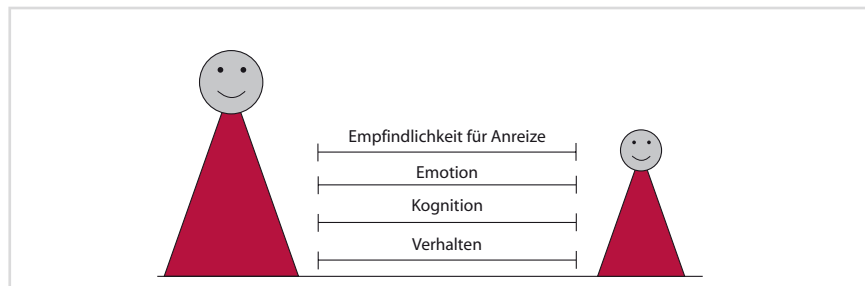 Empfindlichkeit für Anreize
Emotion
Kognition
Verhalten